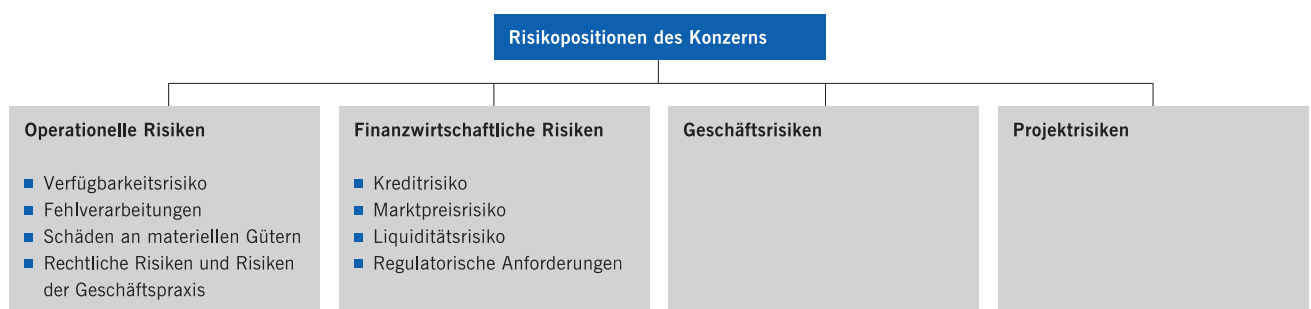 Risikopositionen des Konzerns
Operationelle Risiken
Verfügbarkeitsrisiko
Fehlverarbeitungen
Schäden an materiellen Gütern
Rechtliche Risiken und Risiken
der Geschäftspraxis
Finanzwirtschaftliche Risiken
Kreditrisiko
Marktpreisrisiko
Liquiditätsrisiko
Regulatorische Anforderungen
Geschäftsrisiken
Projektrisiken